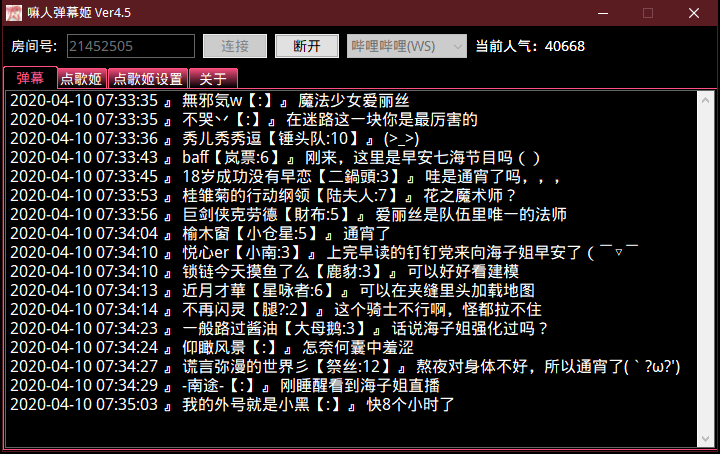 嘛人弹幕姬 Ver4.5
房间号: 21452505 连接 断开 哔哩哔哩(WS) 当前人气: 40668
弹幕 点歌姬 点歌姬设置 关于
2020-04-10 07:33:35 』 無邪気w【:】』 魔法少女爱丽丝
2020-04-10 07:33:35 』 不哭丷【:】』 在迷路这一块你是最厉害的
2020-04-10 07:33:36 』 秀儿秀秀逗【锤头队:10】』 (>_>)
2020-04-10 07:33:43 』 baff【岚票:6】』 刚来，这里是早安七海节目吗（ ）
2020-04-10 07:33:45 』 18岁成功没有早恋【二鍋頭:3】』 哇是通宵了吗，，，
2020-04-10 07:33:53 』 桂雏菊的行动纲领【陆夫人:7】』 花之魔术师？
2020-04-10 07:33:56 』 巨剑侠克劳德【財布:5】』 爱丽丝是队伍里唯一的法师
2020-04-10 07:34:04 』 榆木窗【小仓星:5】』 通宵了
2020-04-10 07:34:10 』 悦心er【小南:3】』 上完早读的钉钉党来向海子姐早安了（￣▽￣
2020-04-10 07:34:10 』 锁链今天摸鱼了么【鹿豺:3】』 可以好好看建模
2020-04-10 07:34:13 』 近月才華【星咏者:6】』 可以在夹缝里头加载地图
2020-04-10 07:34:14 』 不再闪灵【腿?:2】』 这个骑士不行啊，怪都拉不住
2020-04-10 07:34:23 』 一般路过酱油【大母鹅:3】』 话说海子姐强化过吗？
2020-04-10 07:34:24 』 仰瞰风景【:】』 怎奈何囊中羞涩
2020-04-10 07:34:27 』 谎言弥漫的世界彡【祭丝:12】』 熬夜对身体不好，所以通宵了(｀?ω?')
2020-04-10 07:34:29 』 -南途-【:】』 刚睡醒看到海子姐直播
2020-04-10 07:35:03 』 我的外号就是小黑【:】』 快8个小时了